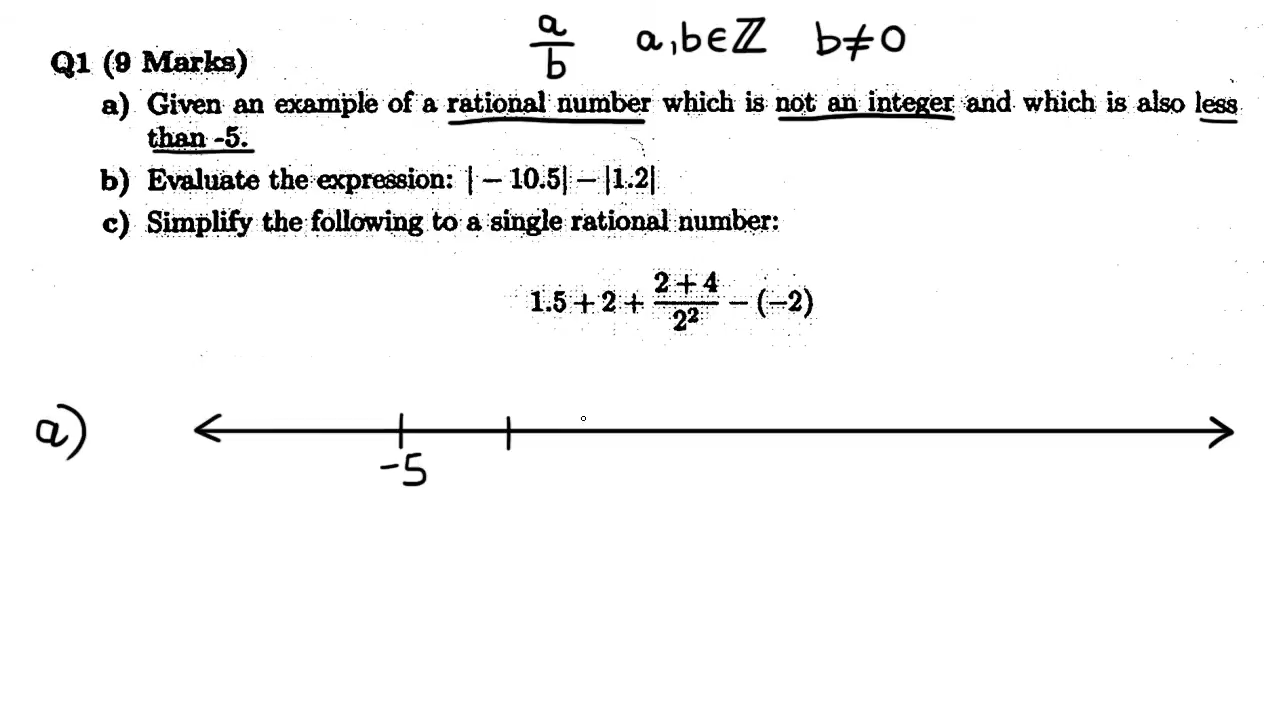 a/b a,b∈ℤ b≠0
Q1 (9 Marks)
a) Given an example of a rational number which is not an integer and which is also less
than -5.
b) Evaluate the expression: |−10.5| − |1.2|
c) Simplify the following to a single rational number:
1.5 + 2 + (2+4)/2² − (−2)
a)
-5